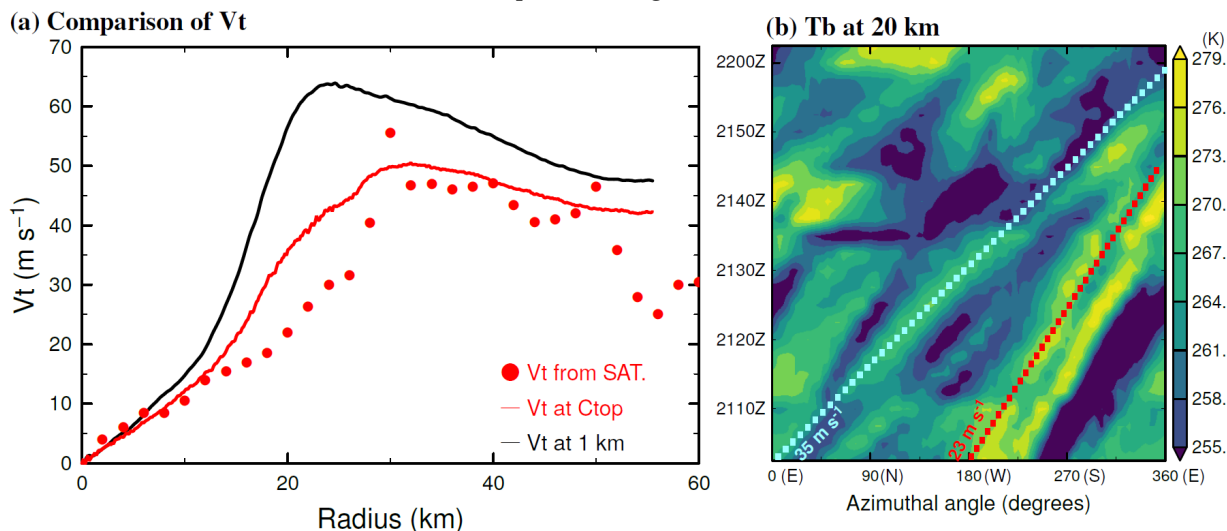 (a) Comparison of Vt
70
60
50
40
30
20
10
0
Vt (m s⁻¹)
0 20 40 60
Radius (km)
Vt from SAT.
Vt at Ctop
Vt at 1 km
(b) Tb at 20 km
2200Z
2150Z
2140Z
2130Z
2120Z
2110Z
35 m s⁻¹
23 m s⁻¹
0 (E) 90(N) 180 (W) 270 (S) 360 (E)
Azimuthal angle (degrees)
(K)
279.
276.
273.
270.
267.
264.
261.
258.
255.